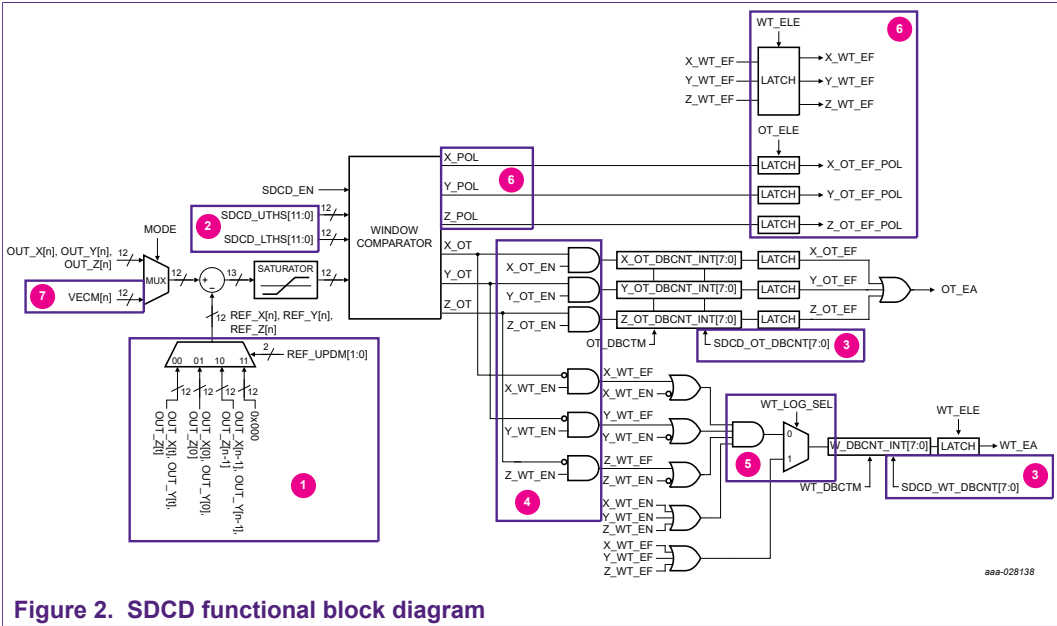 WT_ELE
6
X_WT_EF
Y_WT_EF
Z_WT_EF
LATCH
X_WT_EF
Y_WT_EF
Z_WT_EF
OT_ELE
X_POL
6
LATCH
X_OT_EF_POL
Y_POL
LATCH
Y_OT_EF_POL
Z_POL
LATCH
Z_OT_EF_POL
SDCD_EN
2
SDCD_UTHS[11:0]
12
SDCD_LTHS[11:0]
12
WINDOW
COMPARATOR
MODE
OUT_X[n], OUT_Y[n],
OUT_Z[n]
12
MUX
12
+
−
13
SATURATOR
12
7
VECM[n]
12
12
REF_X[n], REF_Y[n],
REF_Z[n]
2
REF_UPDM[1:0]
00
01
10
11
12
12
12
12
OUT_X[t], OUT_Y[t],
OUT_Z[t]
OUT_X[0], OUT_Y[0],
OUT_Z[0]
OUT_X[n-1], OUT_Y[n-1],
OUT_Z[n-1]
0x000
1
X_OT
Y_OT
Z_OT
X_OT_EN
Y_OT_EN
Z_OT_EN
X_OT_DBCNT_INT[7:0]
LATCH
X_OT_EF
Y_OT_DBCNT_INT[7:0]
LATCH
Y_OT_EF
OT_EA
Z_OT_DBCNT_INT[7:0]
LATCH
Z_OT_EF
OT_DBCTM
SDCD_OT_DBCNT[7:0]
3
X_WT_EN
Y_WT_EN
Z_WT_EN
4
X_WT_EF
X_WT_EN
Y_WT_EF
Y_WT_EN
Z_WT_EF
Z_WT_EN
X_WT_EN
Y_WT_EN
Z_WT_EN
X_WT_EF
Y_WT_EF
Z_WT_EF
WT_LOG_SEL
0
1
5
W_DBCNT_INT[7:0]
WT_ELE
LATCH
WT_EA
WT_DBCTM
SDCD_WT_DBCNT[7:0]
3
aaa-028138
Figure 2. SDCD functional block diagram